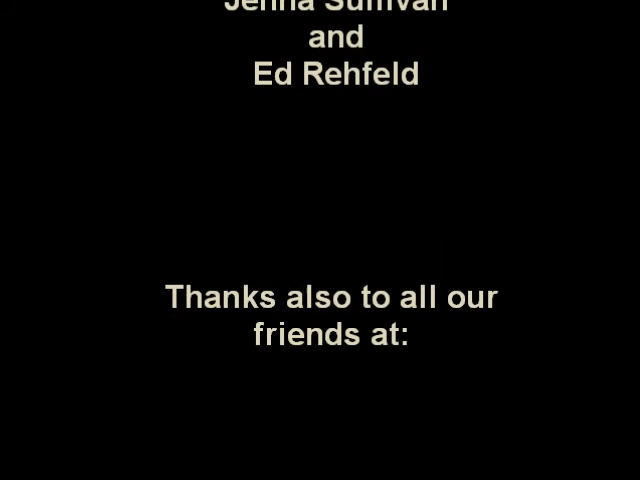 Jenna Sullivan
and
Ed Rehfeld
Thanks also to all our
friends at: